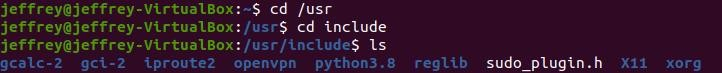 jeffrey@jeffrey-VirtualBox:~$ cd /usr
jeffrey@jeffrey-VirtualBox:/usr$ cd include
jeffrey@jeffrey-VirtualBox:/usr/include$ ls
gcalc-2 gci-2 iproute2 openvpn python3.8 reglib sudo_plugin.h X11 xorg